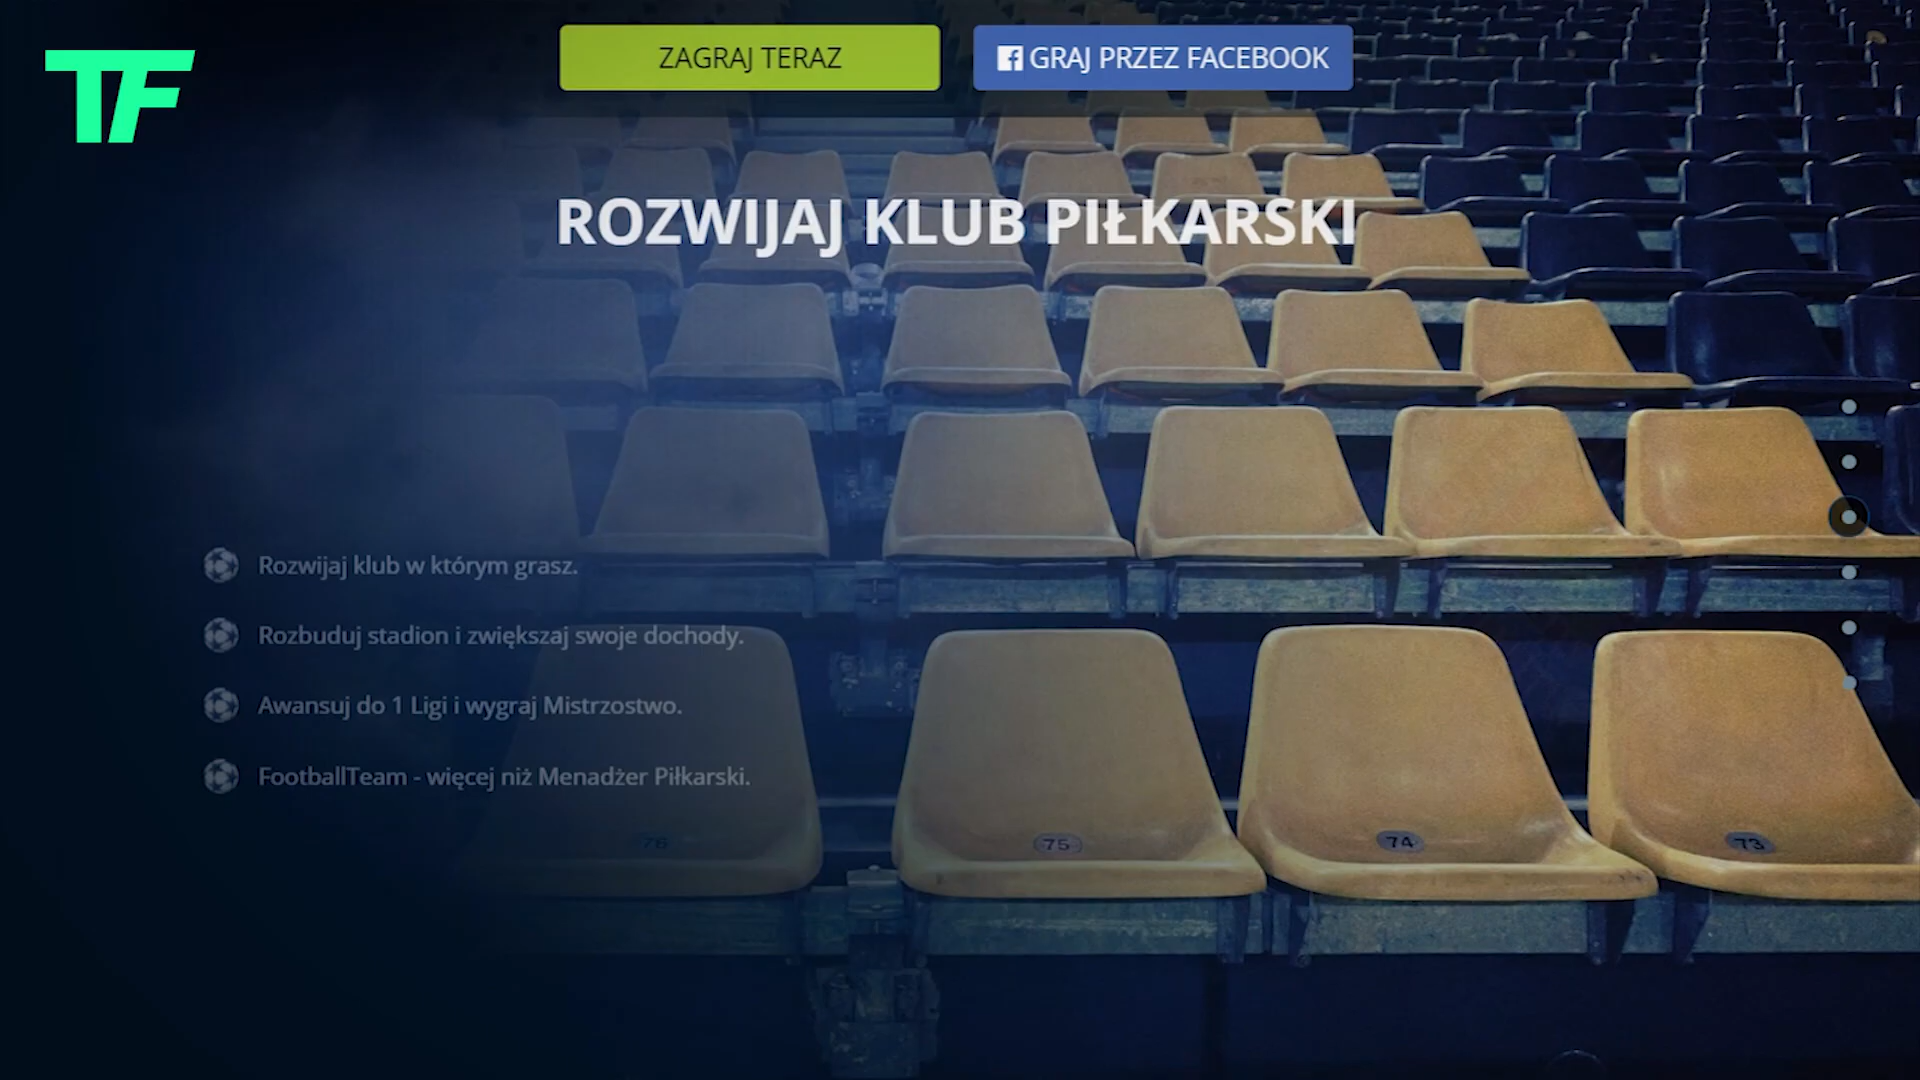 TF
ZAGRAJ TERAZ
GRAJ PRZEZ FACEBOOK
ROZWIJAJ KLUB PIŁKARSKI
Rozwijaj klub w którym grasz.
Rozbuduj stadion i zwiększaj swoje dochody.
Awansuj do 1 Ligi i wygraj Mistrzostwo.
FootballTeam - więcej niż Menadżer Piłkarski.
76
75
74
73